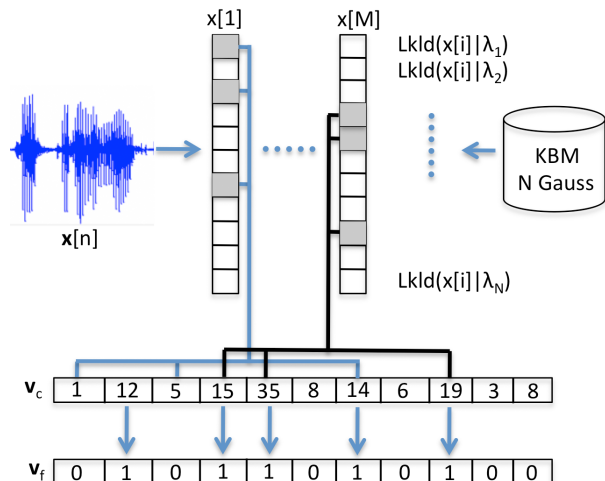 x[1] x[M]
Lkld(x[i]|λ1)
Lkld(x[i]|λ2)
KBM
N Gauss
x[n]
Lkld(x[i]|λN)
vc 1 12 5 15 35 8 14 6 19 3 8
vf 0 1 0 1 1 0 1 0 1 0 0